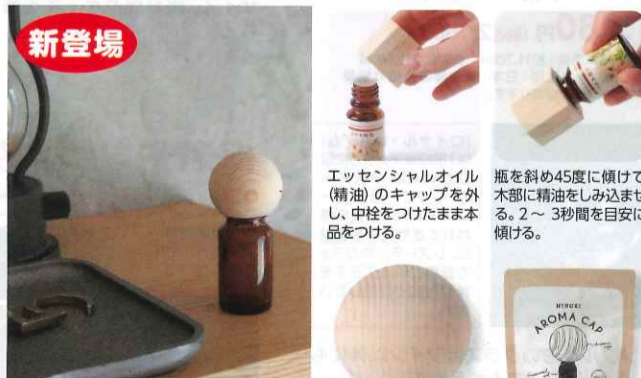 新登場
エッセンシャルオイル
(精油)のキャップを外
し、中栓をつけたまま本
品をつける。
瓶を斜め45度に傾けて
木部に精油をしみ込ませ
る。2〜 3秒間を目安に
傾ける。
HINOKI
AROMA CAP